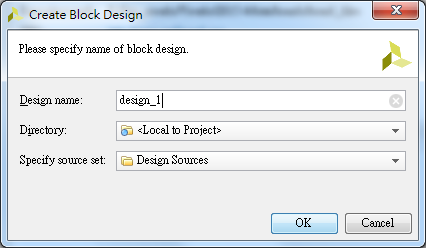 Create Block Design
Please specify name of block design.
Design name: design_1
Directory: <Local to Project>
Specify source set: Design Sources
OK Cancel